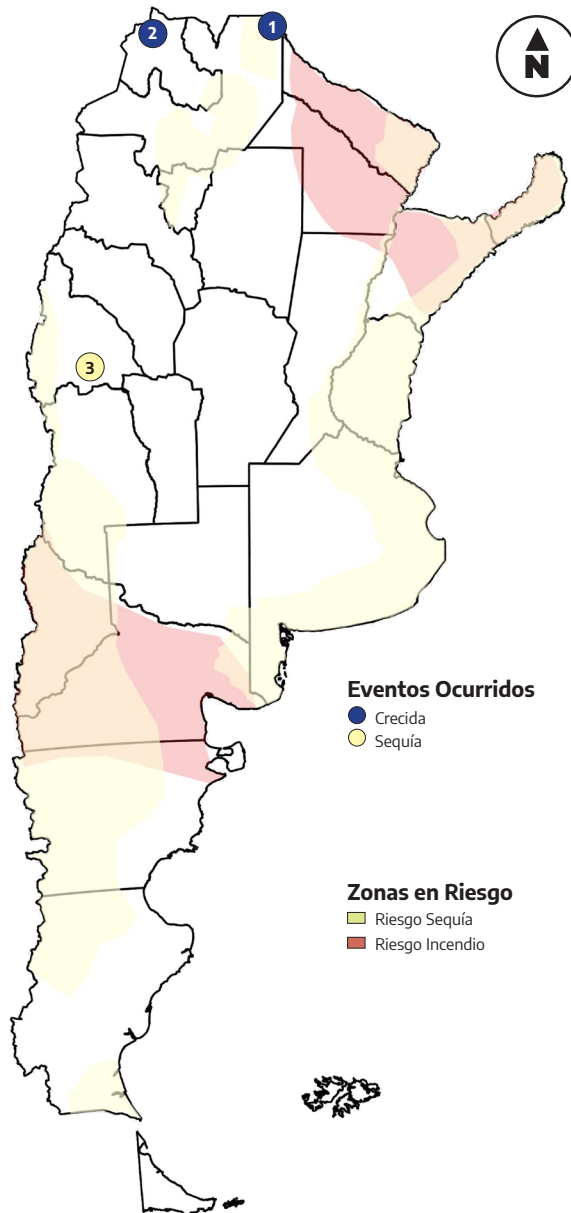 1
2
N
3
Eventos Ocurridos
Crecida
Sequía
Zonas en Riesgo
Riesgo Sequía
Riesgo Incendio